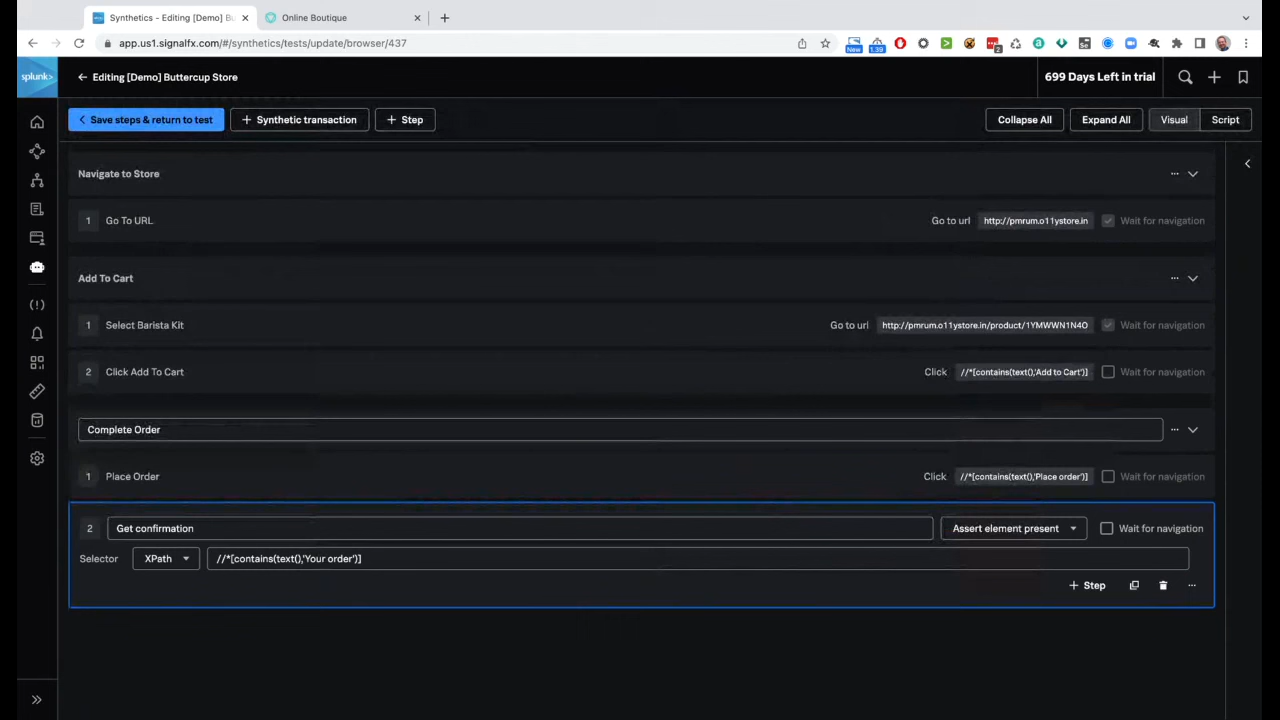 Synthetics - Editing [Demo] Bu
Online Boutique
app.us1.signalfx.com/#/synthetics/tests/update/browser/437
New
1.39
2
splunk>
Editing [Demo] Buttercup Store
699 Days Left in trial
Save steps & return to test
Synthetic transaction
Step
Collapse All
Expand All
Visual
Script
Navigate to Store
1 Go To URL Go to url http://pmrum.o11ystore.in Wait for navigation
Add To Cart
1 Select Barista Kit Go to url http://pmrum.o11ystore.in/product/1YMWWN1N4O Wait for navigation
2 Click Add To Cart Click //*[contains(text(),'Add to Cart')] Wait for navigation
Complete Order
1 Place Order Click //*[contains(text(),'Place order')] Wait for navigation
2 Get confirmation Assert element present Wait for navigation
Selector XPath //*[contains(text(),'Your order')]
Step